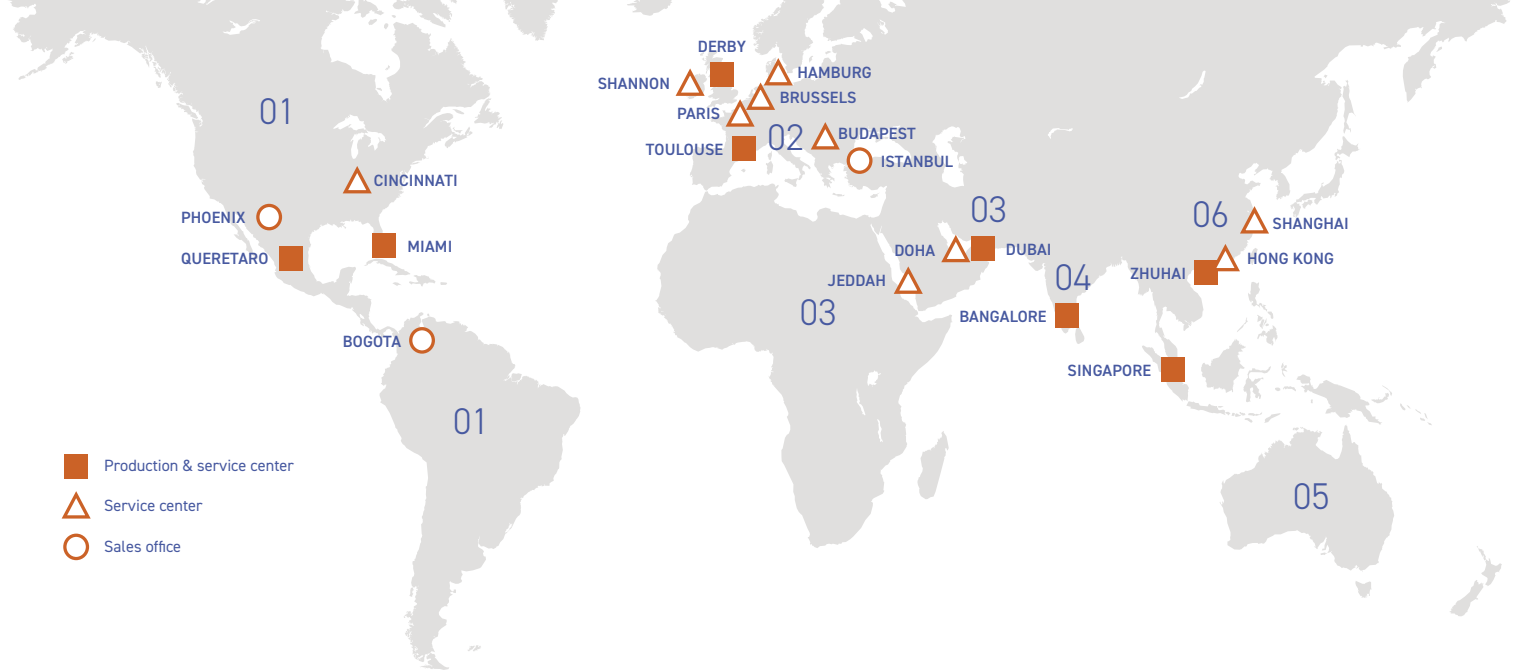 DERBY
SHANNON
HAMBURG
BRUSSELS
PARIS
01
02
BUDAPEST
TOULOUSE
ISTANBUL
CINCINNATI
PHOENIX
MIAMI
QUERETARO
03
06
SHANGHAI
DOHA
DUBAI
HONG KONG
ZHUHAI
JEDDAH
04
03
BANGALORE
BOGOTA
SINGAPORE
01
05
Production & service center
Service center
Sales office